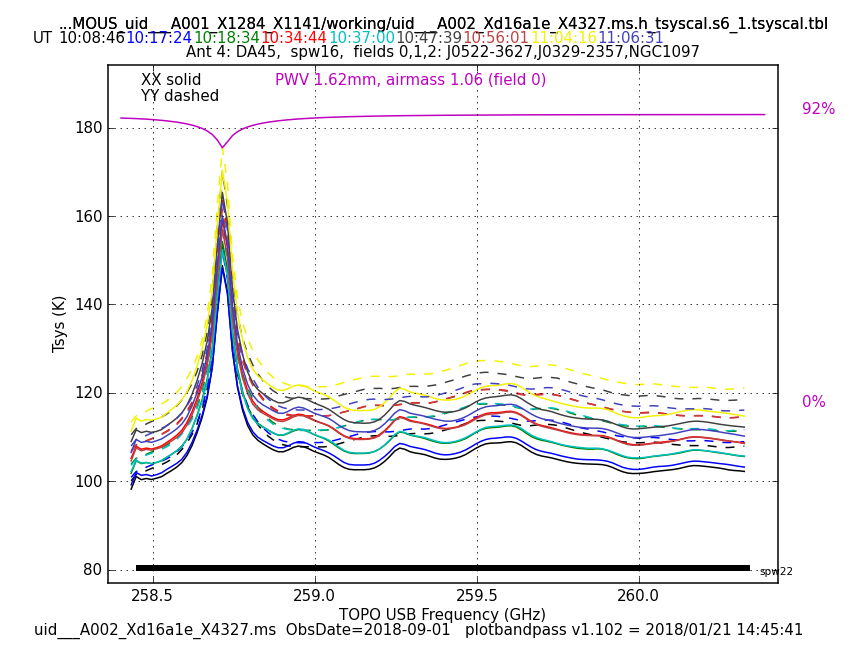 ...MOUS_uid___A001_X1284_X1141/working/uid___A002_Xd16a1e_X4327.ms.h_tsyscal.s6_1.tsyscal.tbl
UT 10:08:46 10:17:24 10:18:34 10:34:44 10:37:00 10:47:39 10:56:01 11:04:16 11:06:31
Ant 4: DA45, spw16, fields 0,1,2: J0522-3627,J0329-2357,NGC1097
XX solid
YY dashed
PWV 1.62mm, airmass 1.06 (field 0)
92%
0%
180
160
140
120
100
80
Tsys (K)
spw22
258.5 259.0 259.5 260.0
TOPO USB Frequency (GHz)
uid___A002_Xd16a1e_X4327.ms ObsDate=2018-09-01 plotbandpass v1.102 = 2018/01/21 14:45:41